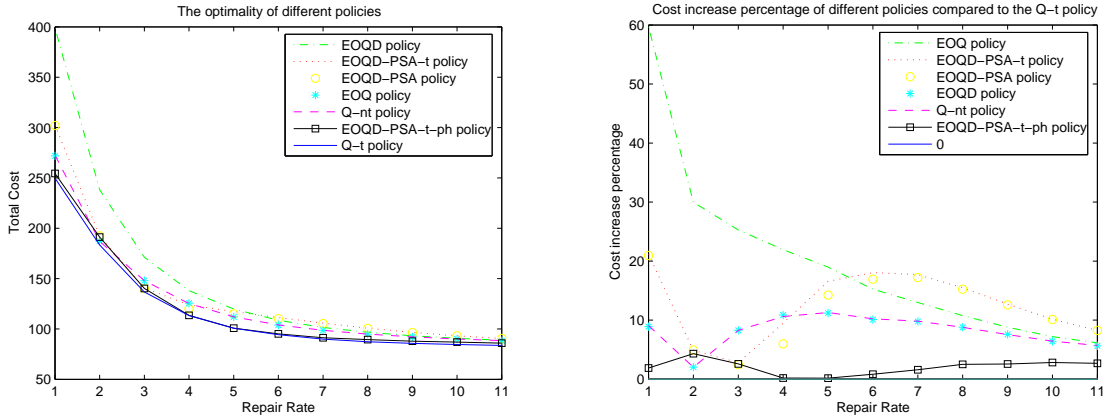 The optimality of different policies
400
350
300
250
200
150
100
50
Total Cost
1 2 3 4 5 6 7 8 9 10 11
Repair Rate
EOQD policy
EOQD−PSA−t policy
EOQD−PSA policy
EOQ policy
Q−nt policy
EOQD−PSA−t−ph policy
Q−t policy
Cost increase percentage of different policies compared to the Q−t policy
60
50
40
30
20
10
0
Cost increase percentage
1 2 3 4 5 6 7 8 9 10 11
Repair Rate
EOQ policy
EOQD−PSA−t policy
EOQD−PSA policy
EOQD policy
Q−nt policy
EOQD−PSA−t−ph policy
0